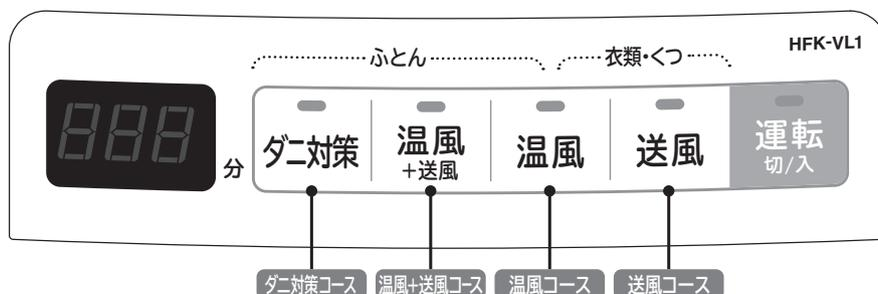 HFK-VL1
ふとん
衣類・くつ
888
分
ダニ対策
温風
+送風
温風
送風
運転
切/入
ダニ対策コース
温風+送風コース
温風コース
送風コース